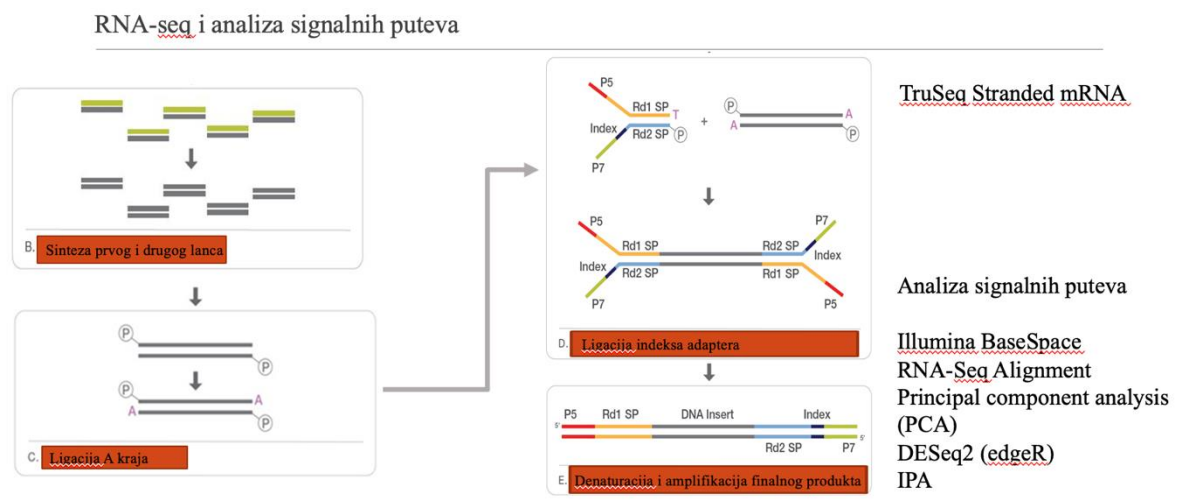 RNA-seq i analiza signalnih puteva
B. Sinteza prvog i drugog lanca
P
P
P
A
A
P
C. Ligacija A kraja
P5
Rd1 SP
T
Index
Rd2 SP
P
P7
+
P
A
A
P
P5
P7
Rd1 SP
Rd2 SP
Index
Index
Rd2 SP
Rd1 SP
P7
P5
D. Ligacija indeksa adaptera
P5 Rd1 SP DNA Insert Index
5'
5'
Rd2 SP P7
E. Denaturacija i amplifikacija finalnog produkta
TruSeq Stranded mRNA
Analiza signalnih puteva
Illumina BaseSpace
RNA-Seq Alignment
Principal component analysis
(PCA)
DESeq2 (edgeR)
IPA